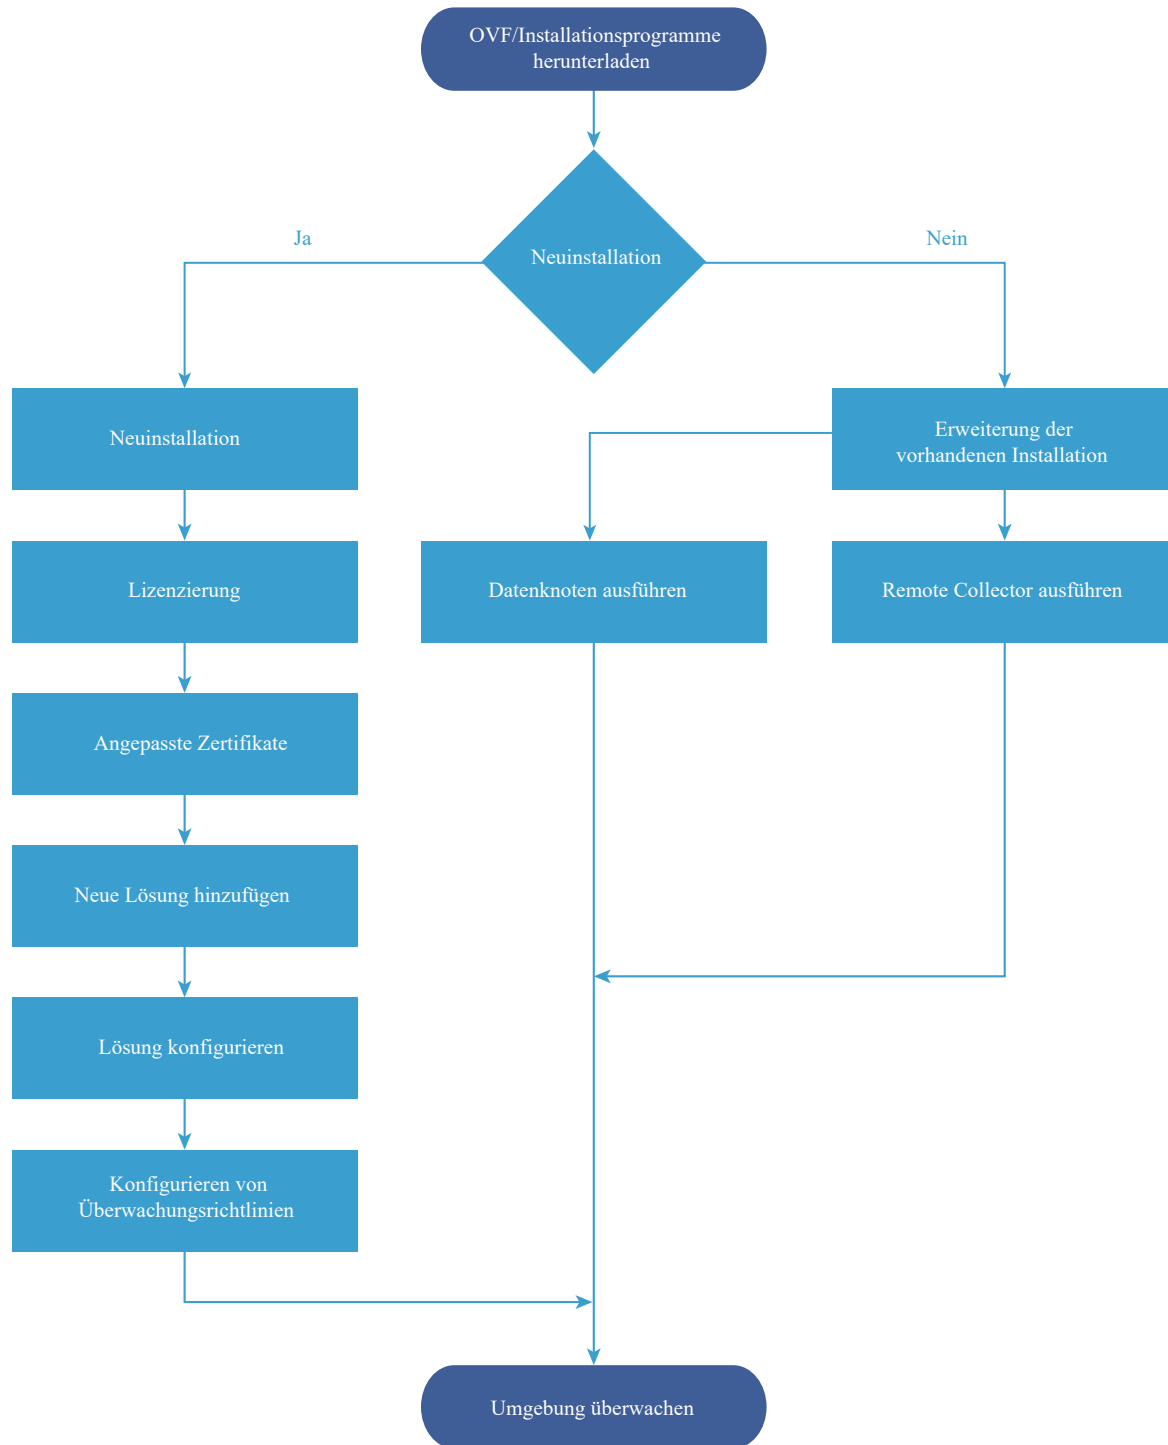 OVF/Installationsprogramme
herunterladen
Neuinstallation
Ja
Nein
Neuinstallation
Erweiterung der
vorhandenen Installation
Lizenzierung
Datenknoten ausführen
Remote Collector ausführen
Angepasste Zertifikate
Neue Lösung hinzufügen
Lösung konfigurieren
Konfigurieren von
Überwachungsrichtlinien
Umgebung überwachen